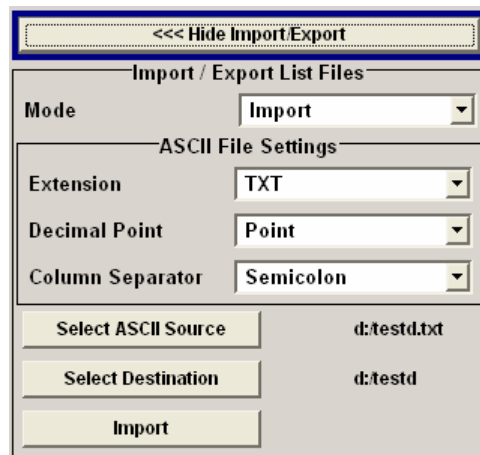 <<< Hide Import/Export
Import / Export List Files
Mode Import
ASCII File Settings
Extension TXT
Decimal Point Point
Column Separator Semicolon
Select ASCII Source d:/testd.txt
Select Destination d:/testd
Import